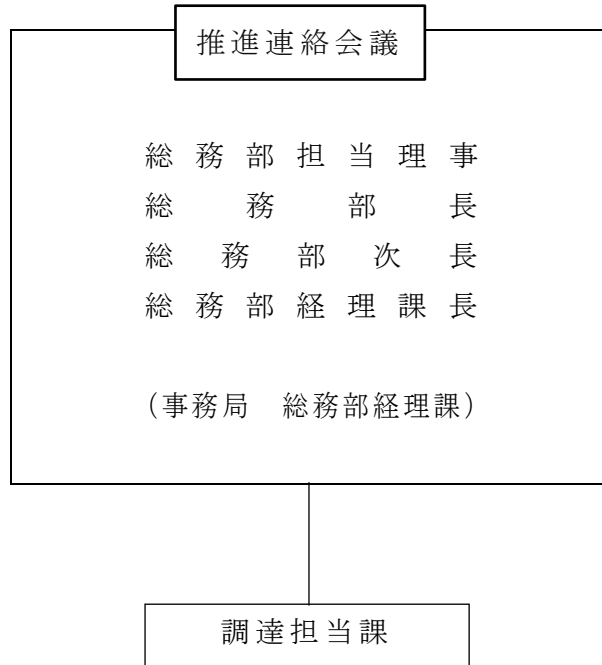 推進連絡会議
総務部担当理事
総務部長
総務部次長
総務部経理課長
（事務局　総務部経理課）
調達担当課